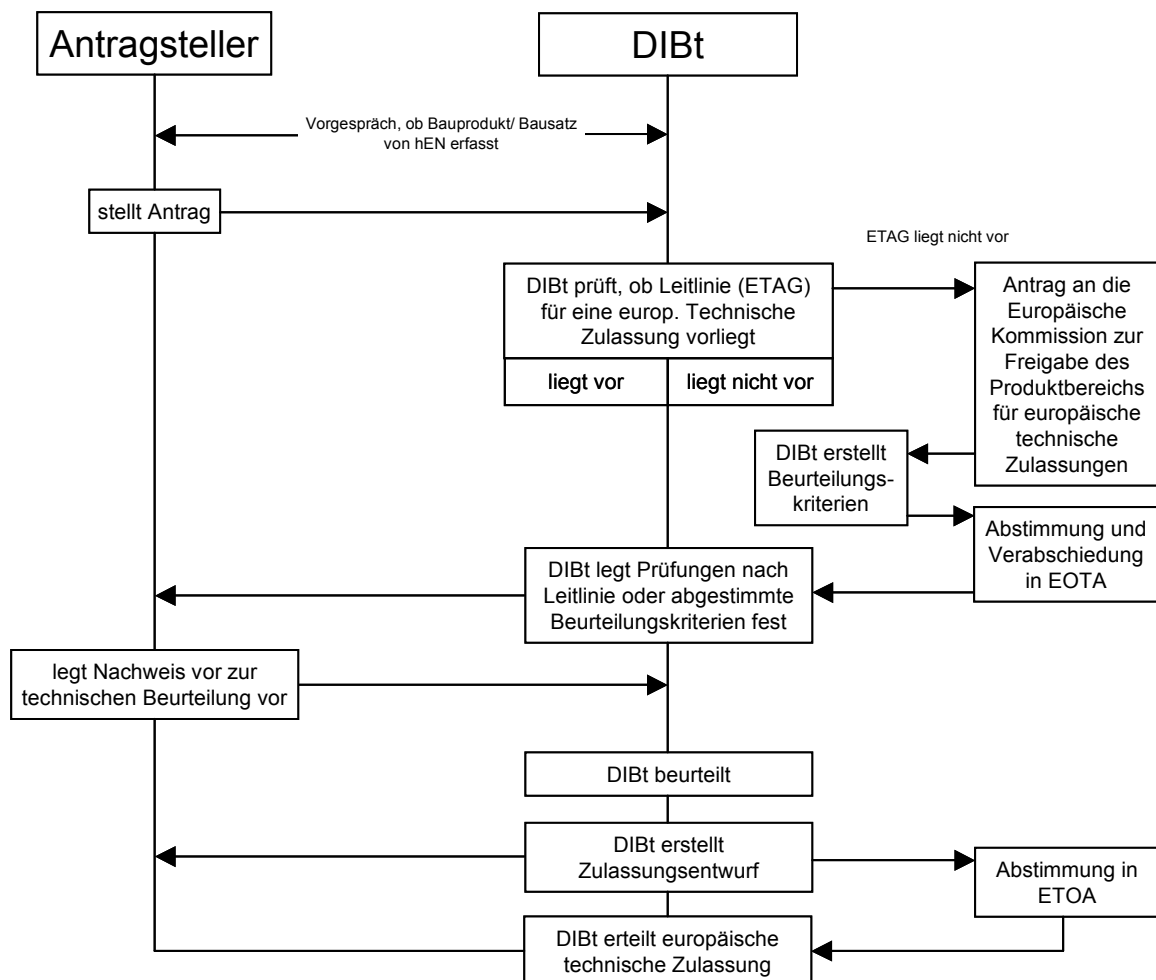 Antragsteller
DIBt
Vorgespräch, ob Bauprodukt/ Bausatz
von hEN erfasst
stellt Antrag
ETAG liegt nicht vor
DIBt prüft, ob Leitlinie (ETAG)
für eine europ. Technische
Zulassung vorliegt
liegt vor
liegt nicht vor
Antrag an die
Europäische
Kommission zur
Freigabe des
Produktbereichs
für europäische
technische
Zulassungen
DIBt erstellt
Beurteilungs-
kriterien
Abstimmung und
Verabschiedung
in EOTA
DIBt legt Prüfungen nach
Leitlinie oder abgestimmte
Beurteilungskriterien fest
legt Nachweis vor zur
technischen Beurteilung vor
DIBt beurteilt
DIBt erstellt
Zulassungsentwurf
Abstimmung in
ETOA
DIBt erteilt europäische
technische Zulassung